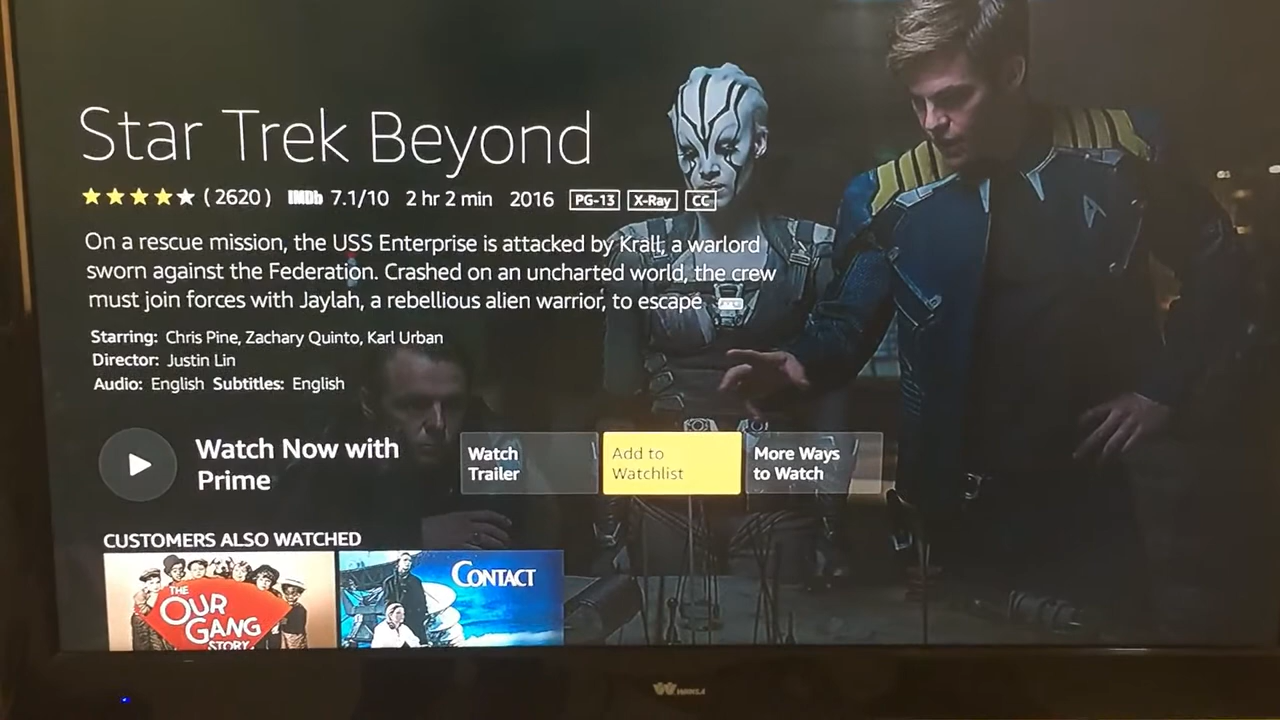 Star Trek Beyond
(2620) IMDb 7.1/10 2 hr 2 min 2016 PG-13 X-Ray CC
On a rescue mission, the USS Enterprise is attacked by Krall, a warlord
sworn against the Federation. Crashed on an uncharted world, the crew
must join forces with Jaylah, a rebellious alien warrior, to escape
Starring: Chris Pine, Zachary Quinto, Karl Urban
Director: Justin Lin
Audio: English Subtitles: English
Watch Now with
Prime
Watch
Trailer
Add to
Watchlist
More Ways
to Watch
CUSTOMERS ALSO WATCHED
THE
OUR
GANG
STORY
CONTACT